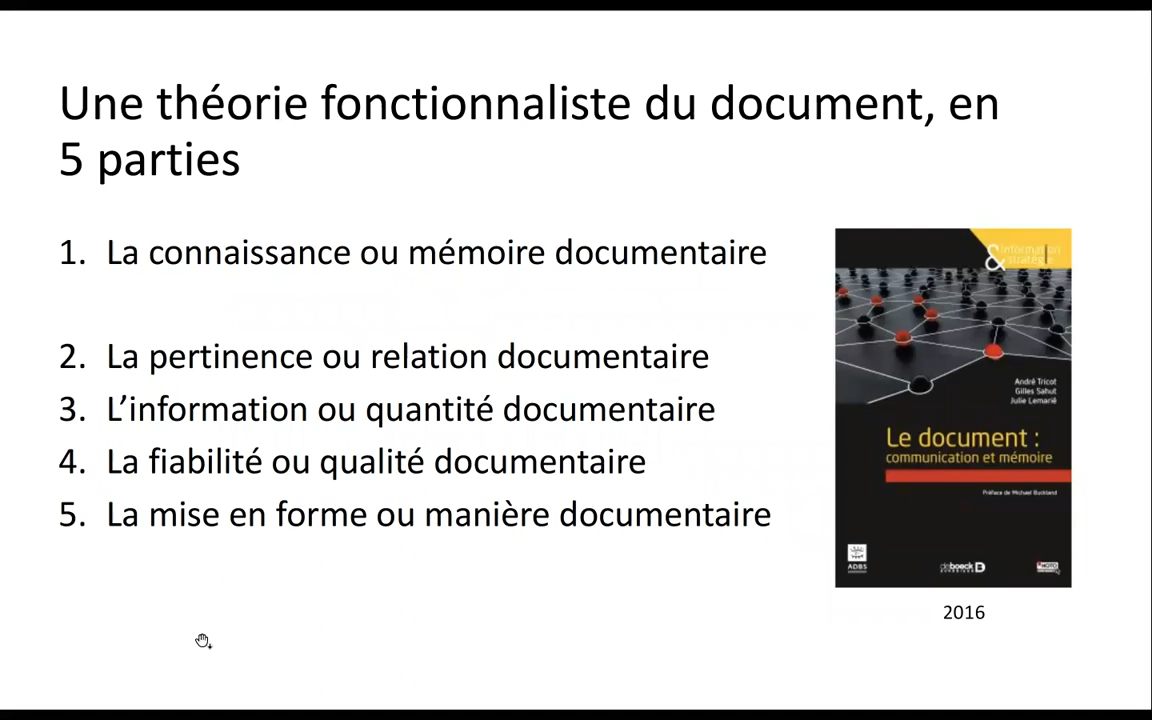 Une théorie fonctionnaliste du document, en
5 parties
1. La connaissance ou mémoire documentaire
2. La pertinence ou relation documentaire
3. L’information ou quantité documentaire
4. La fiabilité ou qualité documentaire
5. La mise en forme ou manière documentaire
& information
stratégie
André Tricot
Gilles Sahut
Julie Lemarié
Le document :
communication et mémoire
Préface de Michael Buckland
ADBS
deboeck B
2016